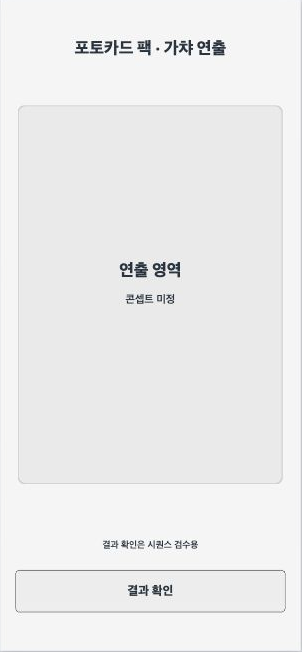 포토카드 팩 · 가챠 연출
연출 영역
콘셉트 미정
결과 확인은 시퀀스 검수용
결과 확인